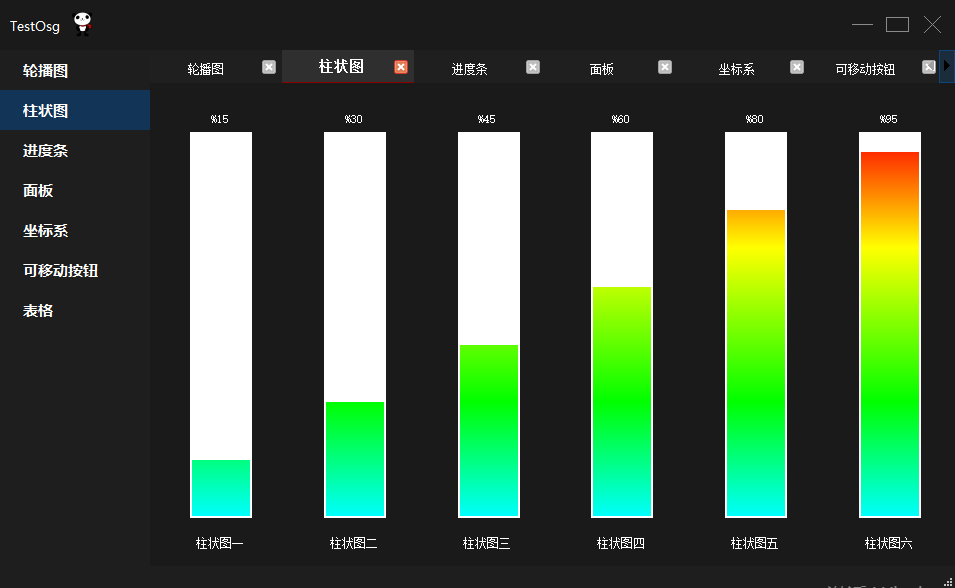 TestOsg
轮播图
柱状图
进度条
面板
坐标系
可移动按钮
表格
轮播图 柱状图 进度条 面板 坐标系 可移动按钮
%15 %30 %45 %60 %80 %95
柱状图一 柱状图二 柱状图三 柱状图四 柱状图五 柱状图六